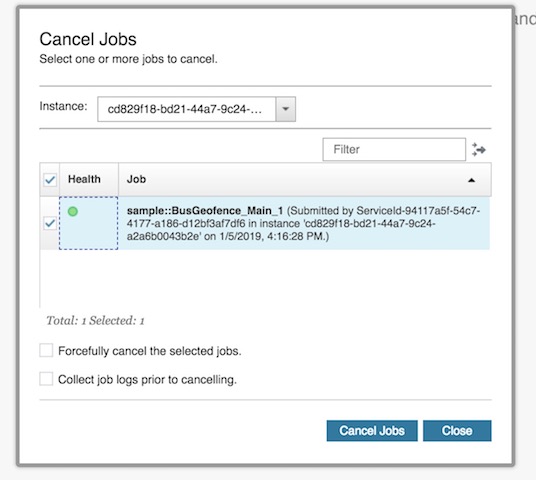 and
Cancel Jobs
Select one or more jobs to cancel.
Instance: cd829f18-bd21-44a7-9c24-...
Filter
Health Job
sample::BusGeofence_Main_1 (Submitted by ServiceId-94117a5f-54c7-
4177-a186-d12bf3af7df6 in instance 'cd829f18-bd21-44a7-9c24-
a2a6b0043b2e' on 1/5/2019, 4:16:28 PM.)
Total: 1 Selected: 1
Forcefully cancel the selected jobs.
Collect job logs prior to cancelling.
Cancel Jobs Close